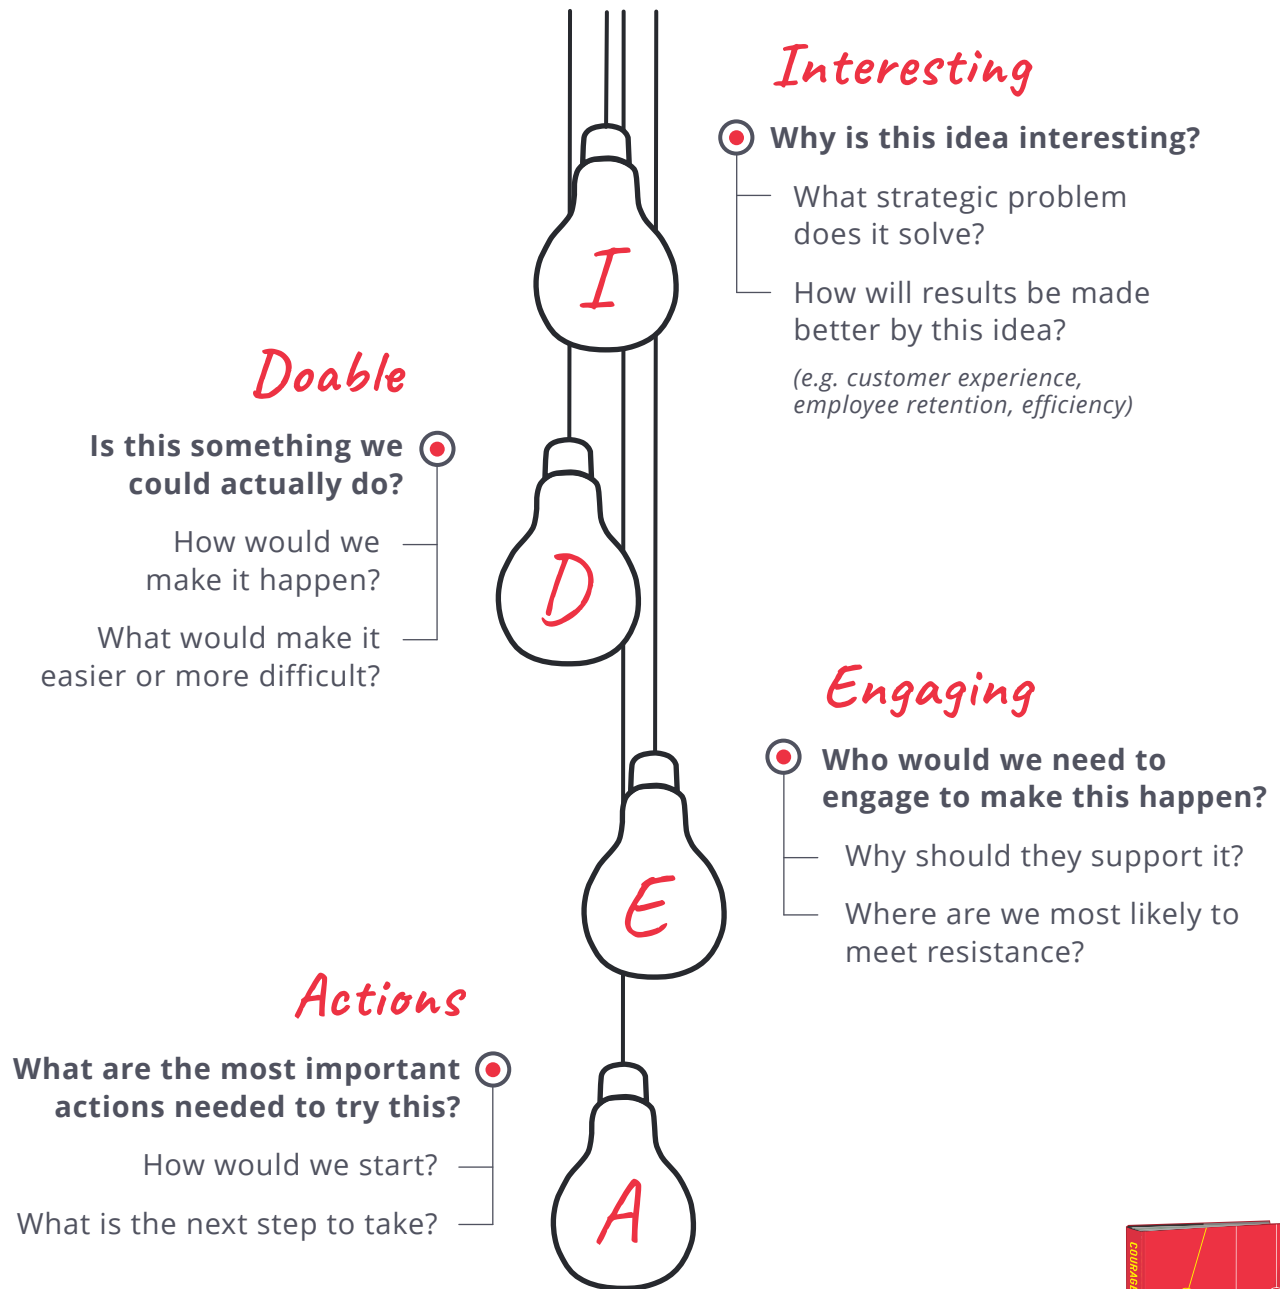 Interesting
Why is this idea interesting?
What strategic problem
does it solve?
How will results be made
better by this idea?
(e.g. customer experience,
employee retention, efficiency)
I
Doable
Is this something we
could actually do?
How would we
make it happen?
What would make it
easier or more difficult?
D
Engaging
Who would we need to
engage to make this happen?
Why should they support it?
Where are we most likely to
meet resistance?
E
Actions
What are the most important
actions needed to try this?
How would we start?
What is the next step to take?
A